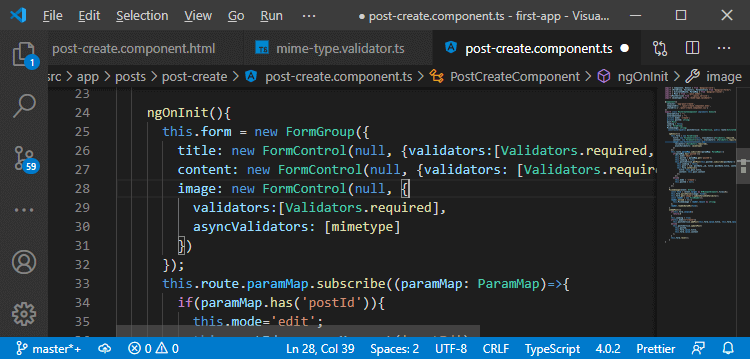 File Edit Selection View Go Run ··· ● post-create.component.ts - first-app - Visua...
post-create.component.html mime-type.validator.ts post-create.component.ts ●
src > app > posts > post-create > post-create.component.ts > PostCreateComponent > ngOnInit > image
1
59
23
24 ngOnInit(){
25 this.form = new FormGroup({
26 title: new FormControl(null, {validators:[Validators.required,
27 content: new FormControl(null, {validators: [Validators.require
28 image: new FormControl(null, {
29 validators:[Validators.required],
30 asyncValidators: [mimetype]
31 })
32 });
33 this.route.paramMap.subscribe((paramMap: ParamMap)=>{
34 if(paramMap.has('postId')){
35 this.mode='edit';
master*+ 0 0 Ln 28, Col 39 Spaces: 2 UTF-8 CRLF TypeScript 4.0.2 Prettier